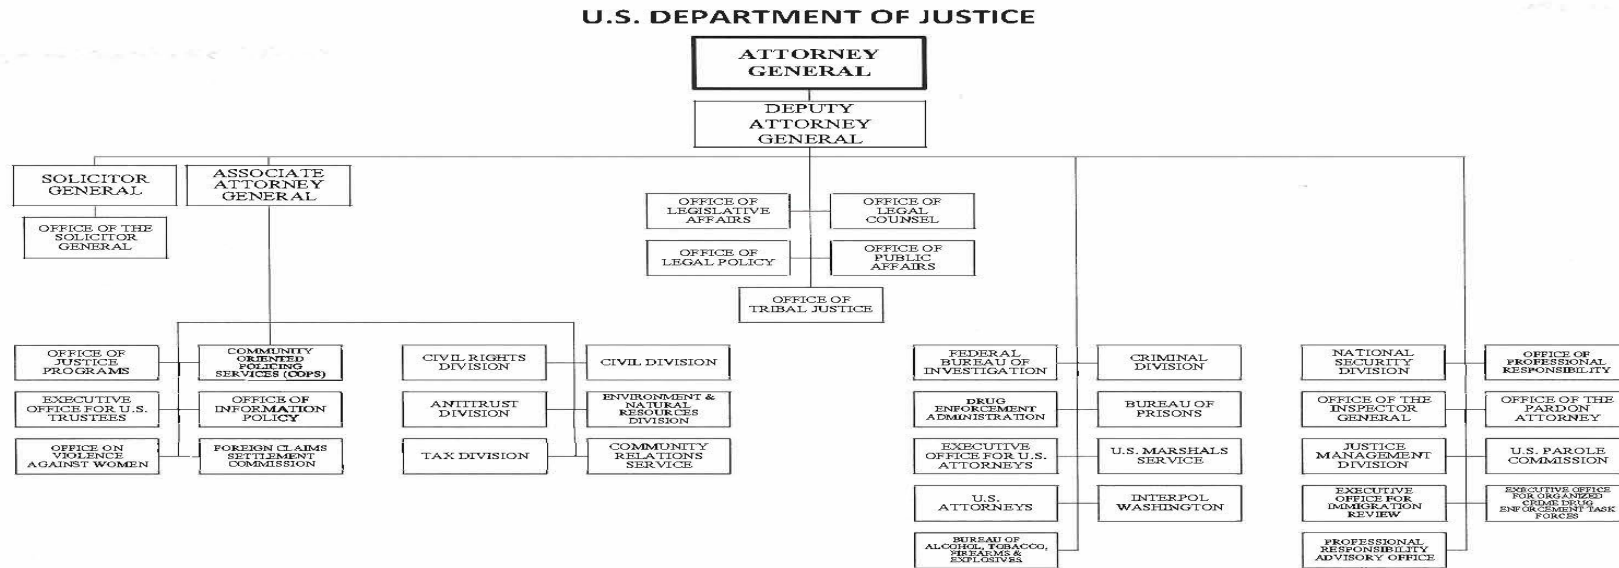 U.S. DEPARTMENT OF JUSTICE
ATTORNEY
GENERAL
DEPUTY
ATTORNEY
GENERAL
SOLICITOR
GENERAL
ASSOCIATE
ATTORNEY
GENERAL
OFFICE OF THE
SOLICITOR
GENERAL
OFFICE OF
LEGISLATIVE
AFFAIRS
OFFICE OF
LEGAL
COUNSEL
OFFICE OF
LEGAL POLICY
OFFICE OF
PUBLIC
AFFAIRS
OFFICE OF
TRIBAL JUSTICE
OFFICE OF
JUSTICE
PROGRAMS
COMMUNITY
ORIENTED
POLICING
SERVICES (COPS)
EXECUTIVE
OFFICE FOR U.S.
TRUSTEES
OFFICE OF
INFORMATION
POLICY
OFFICE ON
VIOLENCE
AGAINST WOMEN
FOREIGN CLAIMS
SETTLEMENT
COMMISSION
CIVIL RIGHTS
DIVISION
CIVIL DIVISION
ANTITRUST
DIVISION
ENVIRONMENT &
NATURAL
RESOURCES
DIVISION
TAX DIVISION
COMMUNITY
RELATIONS
SERVICE
FEDERAL
BUREAU OF
INVESTIGATION
CRIMINAL
DIVISION
DRUG
ENFORCEMENT
ADMINISTRATION
BUREAU OF
PRISONS
EXECUTIVE
OFFICE FOR U.S.
ATTORNEYS
U.S. MARSHALS
SERVICE
U.S.
ATTORNEYS
INTERPOL
WASHINGTON
BUREAU OF
ALCOHOL, TOBACCO,
FIREARMS &
EXPLOSIVES
NATIONAL
SECURITY
DIVISION
OFFICE OF
PROFESSIONAL
RESPONSIBILITY
OFFICE OF THE
INSPECTOR
GENERAL
OFFICE OF THE
PARDON
ATTORNEY
JUSTICE
MANAGEMENT
DIVISION
U.S. PAROLE
COMMISSION
EXECUTIVE
OFFICE FOR
IMMIGRATION
REVIEW
EXECUTIVE OFFICE
FOR ORGANIZED
CRIME DRUG
ENFORCEMENT TASK
FORCES
PROFESSIONAL
RESPONSIBILITY
ADVISORY OFFICE